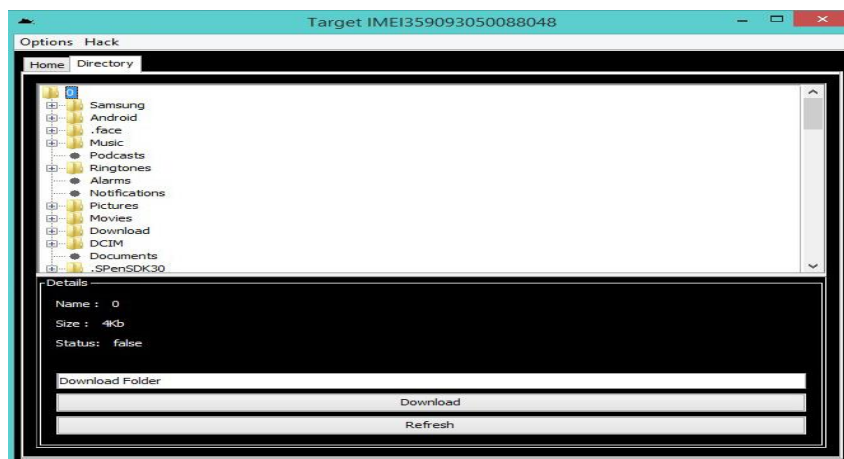 Target IMEI359093050088048
Options Hack
Home Directory
0
Samsung
Android
.face
Music
Podcasts
Ringtones
Alarms
Notifications
Pictures
Movies
Download
DCIM
Documents
.SPenSDK30
Details
Name : 0
Size : 4Kb
Status: false
Download Folder
Download
Refresh